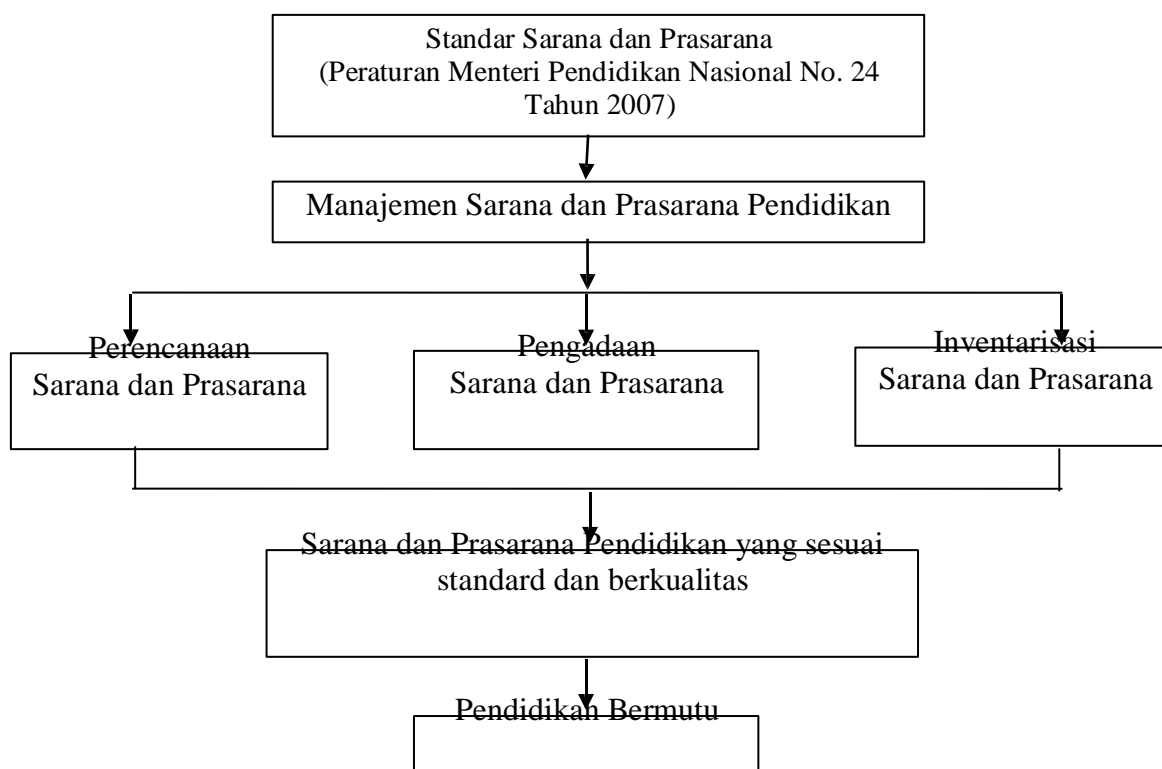 Standar Sarana dan Prasarana
(Peraturan Menteri Pendidikan Nasional No. 24
Tahun 2007)
Manajemen Sarana dan Prasarana Pendidikan
Perencanaan
Sarana dan Prasarana
Pengadaan
Sarana dan Prasarana
Inventarisasi
Sarana dan Prasarana
Sarana dan Prasarana Pendidikan yang sesuai
standard dan berkualitas
Pendidikan Bermutu